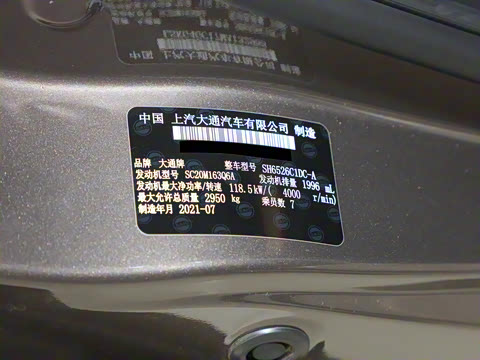 中国 上汽大通汽车有限公司 制造
品牌 大通牌 整车型号 SH6526C1DC-A
发动机型号 SC20M163Q6A 发动机排量 1996 mL
发动机最大净功率/转速 118.5kW/( 4000 r/min)
最大允许总质量 2950 kg 乘员数 7
制造年月 2021-07